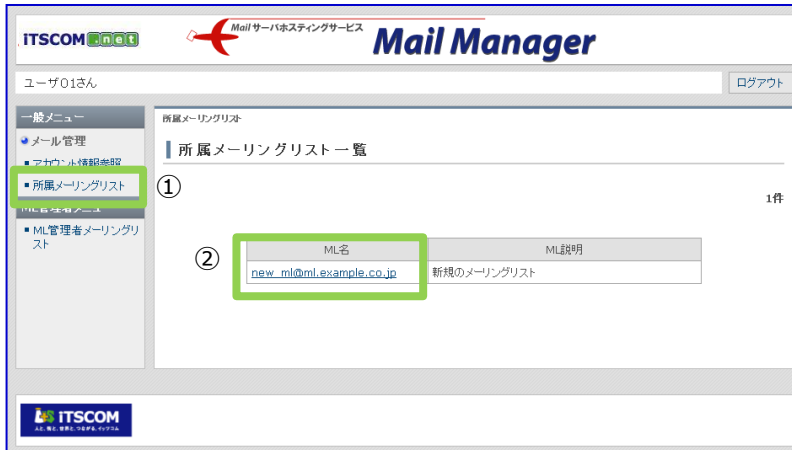 iTSCOM.net
Mail サーバホスティングサービス
Mail Manager
ユーザ01さん
ログアウト
一般メニュー
メール管理
アカウント情報参照
所属メーリングリスト
①
ML管理者メニュー
ML管理者メーリングリ
スト
所属メーリングリスト
所属メーリングリスト一覧
1件
②
ML名
ML説明
new_ml@ml.example.co.jp
新規のメーリングリスト
iTSCOM